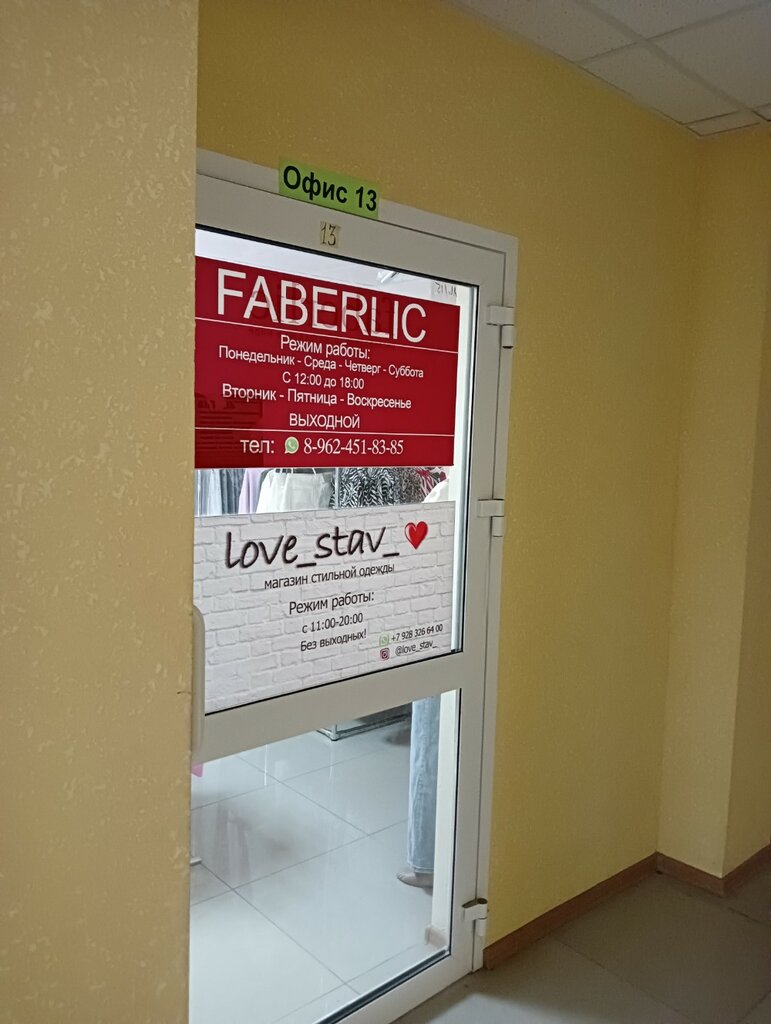 Офис 13
13
FABERLIC
Режим работы:
Понедельник - Среда - Четверг - Суббота
С 12:00 до 18:00
Вторник - Пятница - Воскресенье
ВЫХОДНОЙ
тел: 8-962-451-83-85
love_stav_
магазин стильной одежды
Режим работы:
с 11:00-20:00
Без выходных!
+7 928 326 64 00
@love_stav_